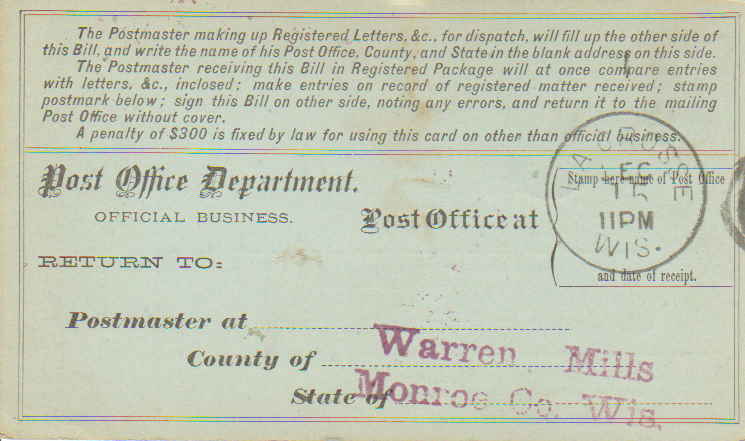 The Postmaster making up Registered Letters, &c., for dispatch, will fill up the other side of
this Bill, and write the name of his Post Office, County, and State in the blank address on this side.
The Postmaster receiving this Bill in Registered Package will at once compare entries
with letters, &c., inclosed; make entries on record of registered matter received; stamp
postmark below; sign this Bill on other side, noting any errors, and return it to the mailing
Post Office without cover.
A penalty of $300 is fixed by law for using this card on other than official business.
Post Office Department.
OFFICIAL BUSINESS.
Post Office at
Stamp here name of Post Office
and date of receipt.
LA CROSSE
DEC
15
11PM
WIS.
RETURN TO:
Postmaster at
County of Warren Mills
State of Monroe Co. Wis.